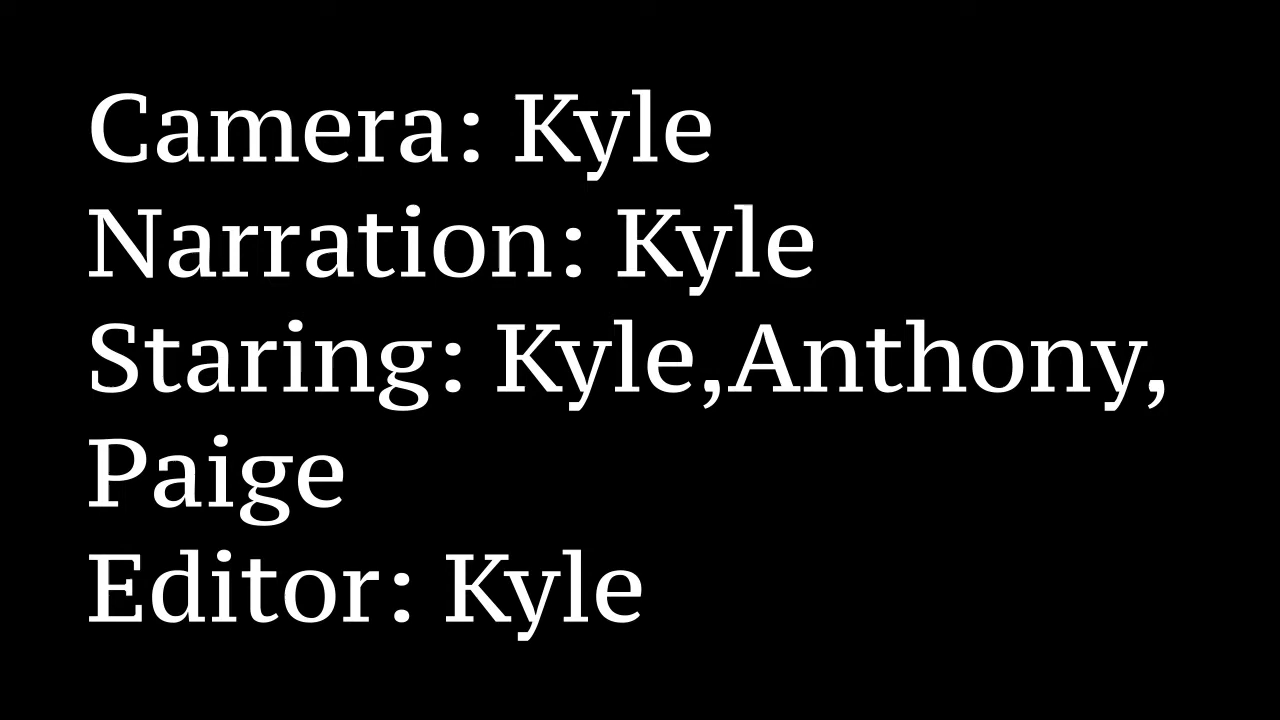 Camera: Kyle
Narration: Kyle
Staring: Kyle,Anthony,
Paige
Editor: Kyle